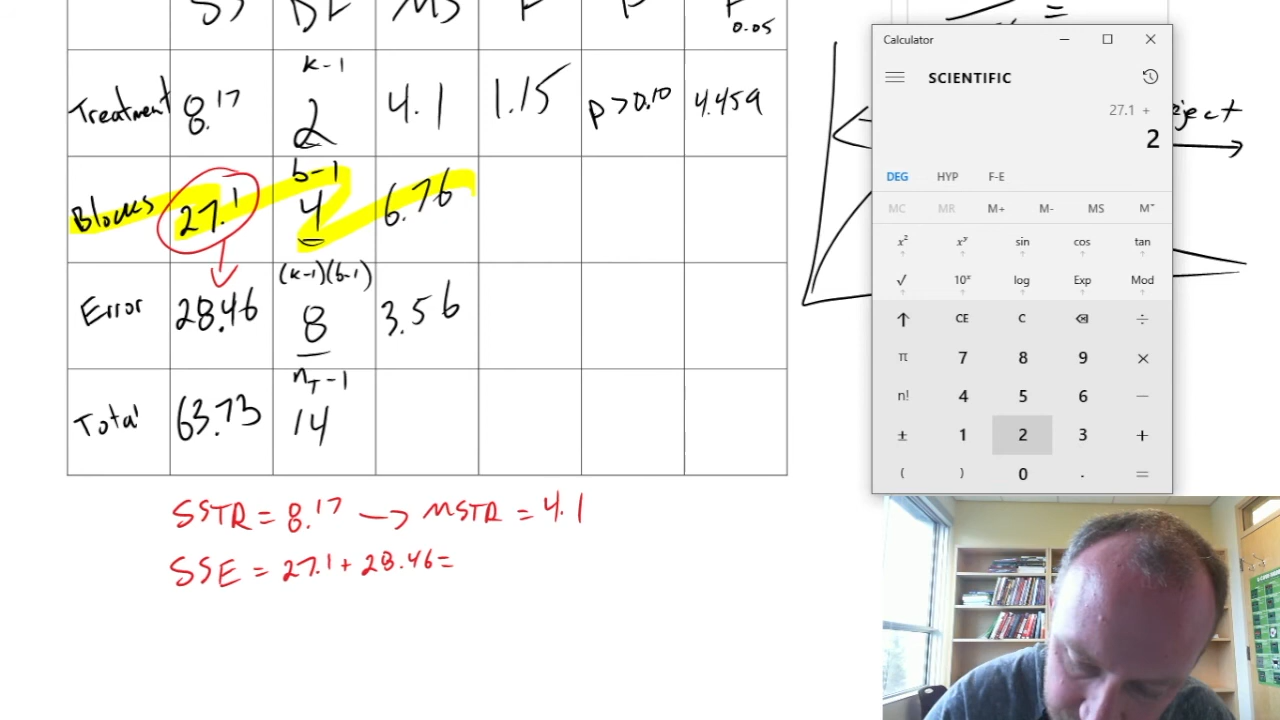 SS DF MS F P F
0.05
=
Treatment 8.17 k-1 2 4.1 1.15 p > 0.10 4.459
Blocks 27.1 b-1 4 6.76
Error 28.46 (k-1)(b-1) 8 3.56
Total 63.73 nT-1 14
SSTR = 8.17 → MSTR = 4.1
SSE = 27.1 + 28.46 =
Calculator
SCIENTIFIC
27.1 +
2
DEG HYP F-E
MC MR M+ M- MS M˅
x² xʸ sin cos tan
√ 10ˣ log Exp Mod
↑ CE C ⌫ ÷
π 7 8 9 ×
n! 4 5 6 −
± 1 2 3 +
( ) 0 . =
ject